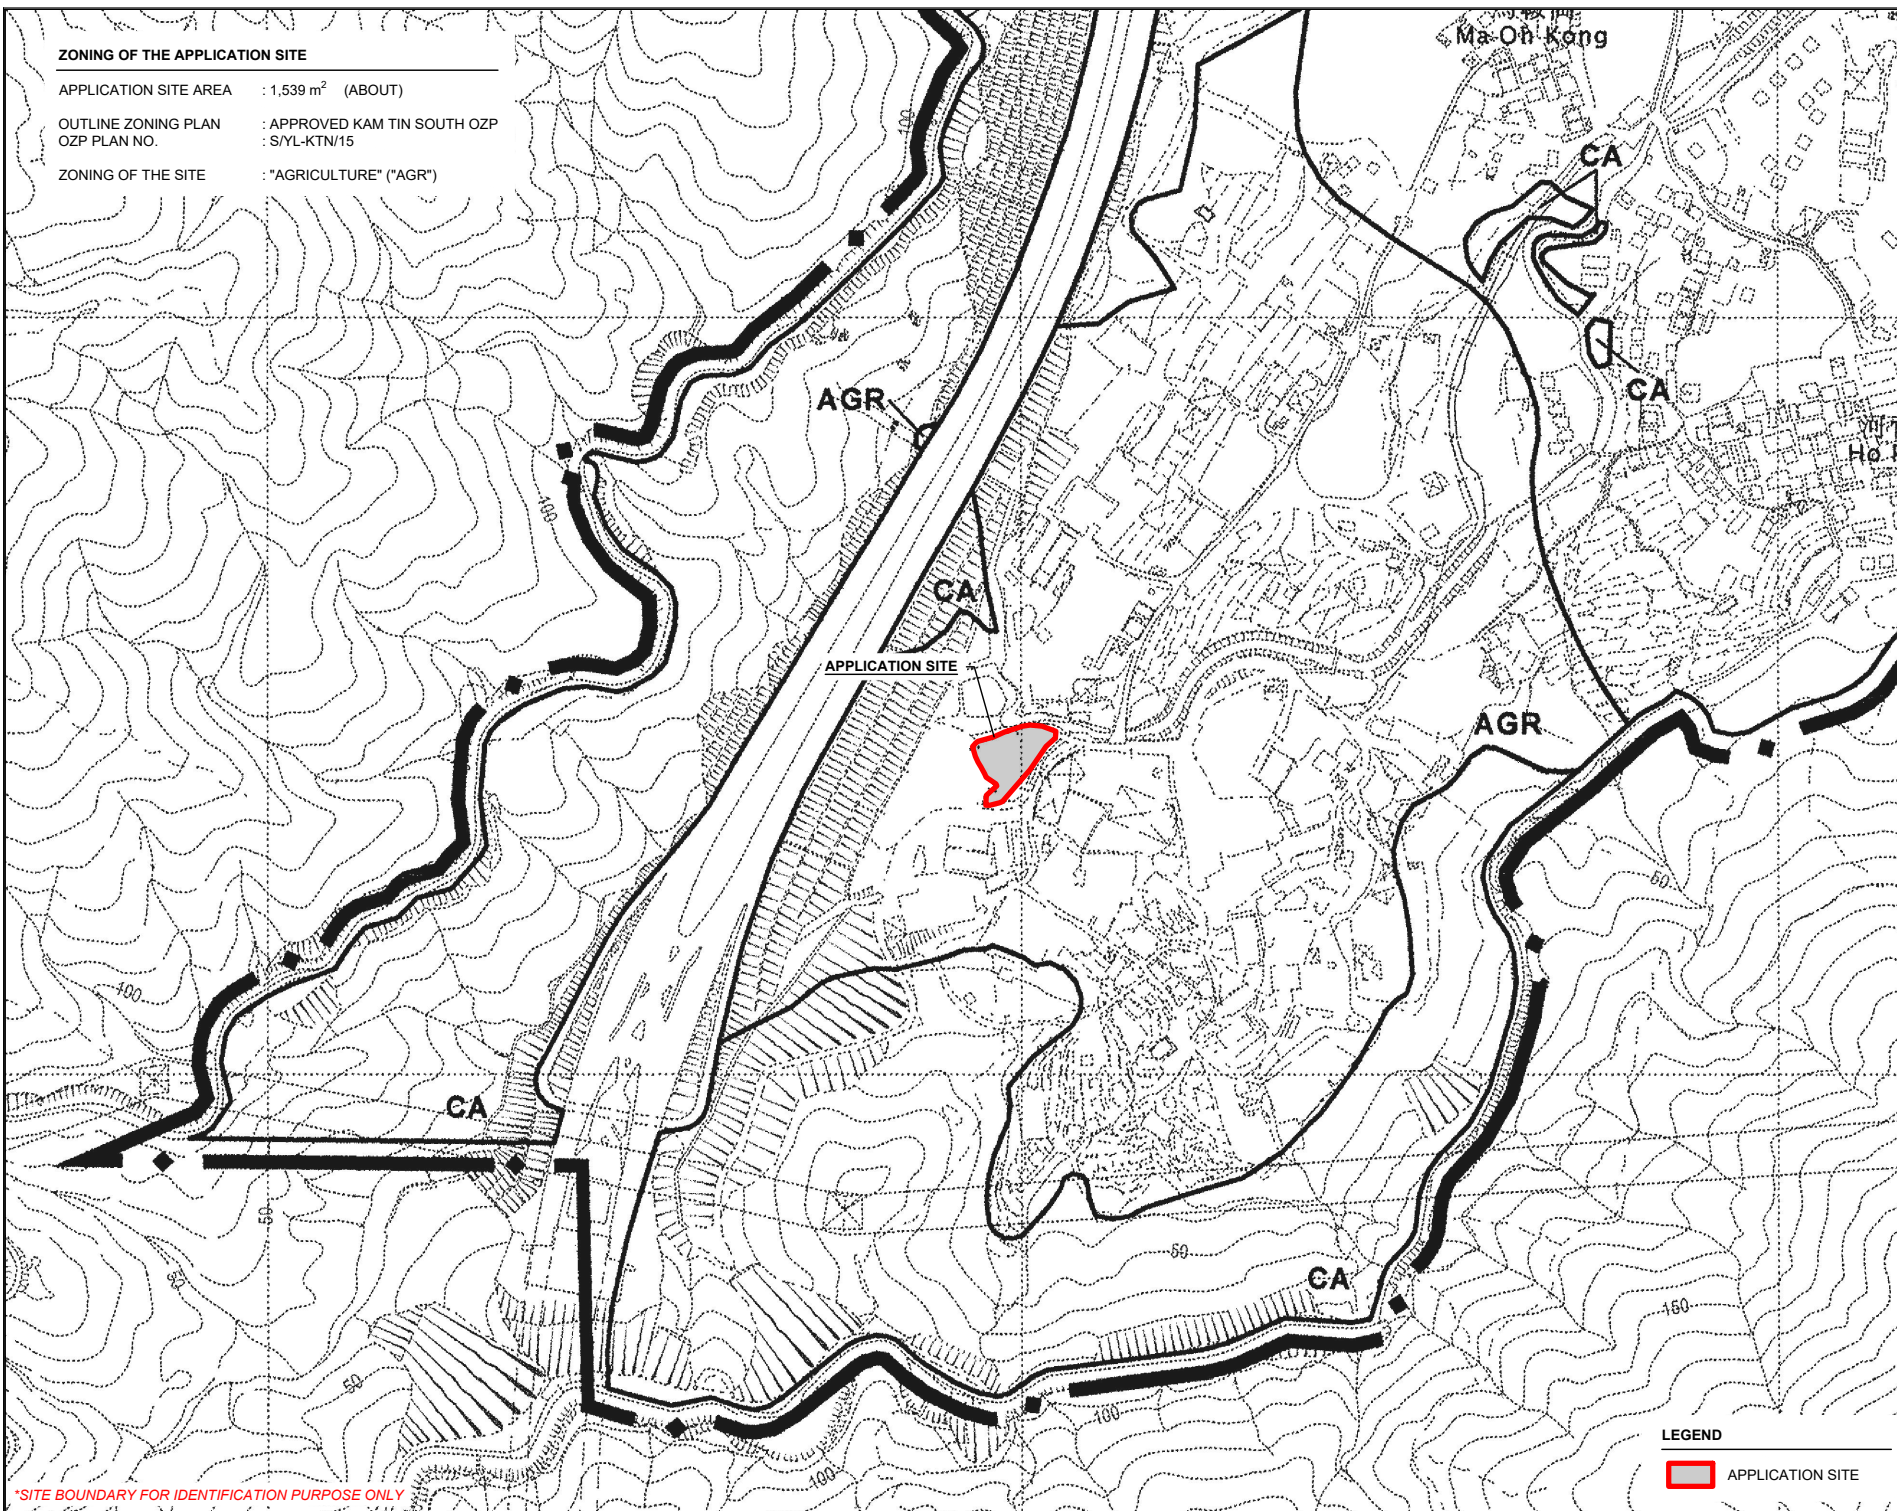 ZONING OF THE APPLICATION SITE
APPLICATION SITE AREA : 1,539 m² (ABOUT)
OUTLINE ZONING PLAN : APPROVED KAM TIN SOUTH OZP
OZP PLAN NO. : S/YL-KTN/15
ZONING OF THE SITE : "AGRICULTURE" ("AGR")
Ma On Kong
100
CA
CA
AGR
Ho
100
CA
APPLICATION SITE
AGR
50
100
CA
50
50
CA
50
150
50
100
100
LEGEND
APPLICATION SITE
*SITE BOUNDARY FOR IDENTIFICATION PURPOSE ONLY